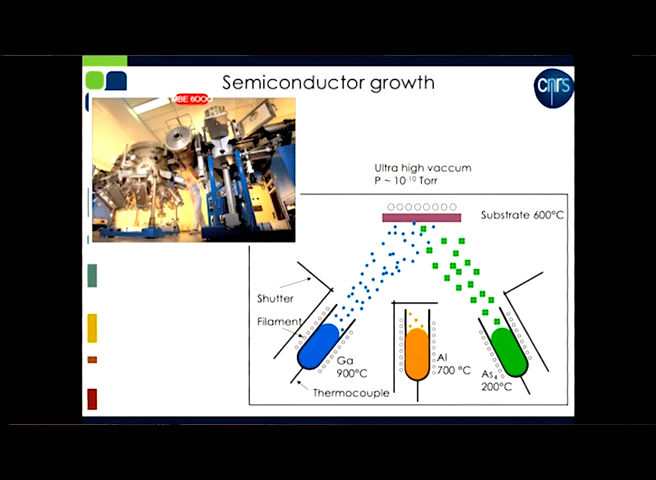 Semiconductor growth
cnrs
MBE 6000
Ultra high vaccum
P ~ 10⁻¹⁰ Torr
Substrate 600°C
Shutter
Filament
Ga
900°C
Al
700 °C
As₄
200°C
Thermocouple